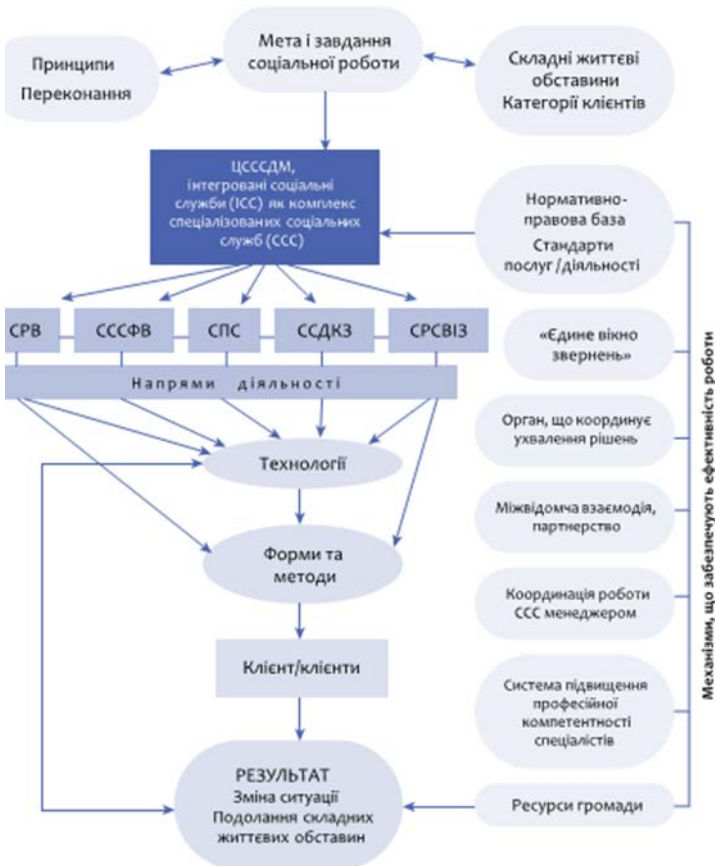 Принципи
Переконання
Мета і завдання
соціальної роботи
Складні життєві
обставини
Категорії клієнтів
ЦСССДМ,
інтегровані соціальні
служби (ІСС) як комплекс
спеціалізованих соціальних
служб (ССС)
Нормативно-
правова база
Стандарти
послуг/діяльності
СРВ
СССФВ
СПС
ССДКЗ
СРСВІЗ
Напрями діяльності
«Єдине вікно
звернень»
Технології
Орган, що координує
ухвалення рішень
Форми та
методи
Міжвідомча взаємодія,
партнерство
Координація роботи
ССС менеджером
Клієнт/клієнти
Система підвищення
професійної
компетентності
спеціалістів
РЕЗУЛЬТАТ
Зміна ситуації
Подолання складних
життєвих обставин
Ресурси громади
Механізми, що забезпечують ефективність роботи